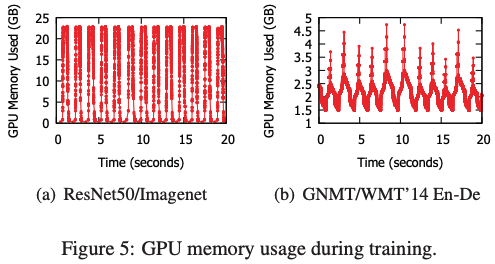 GPU Memory Used (GB)
25
20
15
10
5
0
0 5 10 15 20
Time (seconds)
(a) ResNet50/Imagenet
GPU Memory Used (GB)
5
4.5
4
3.5
3
2.5
2
1.5
1
0 5 10 15 20
Time (seconds)
(b) GNMT/WMT'14 En-De
Figure 5: GPU memory usage during training.